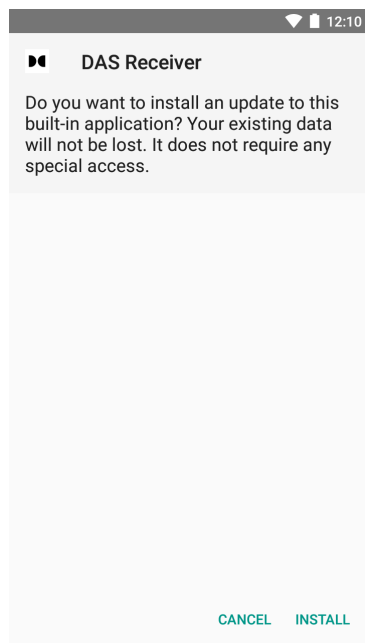 12:10
DAS Receiver
Do you want to install an update to this
built-in application? Your existing data
will not be lost. It does not require any
special access.
CANCEL INSTALL